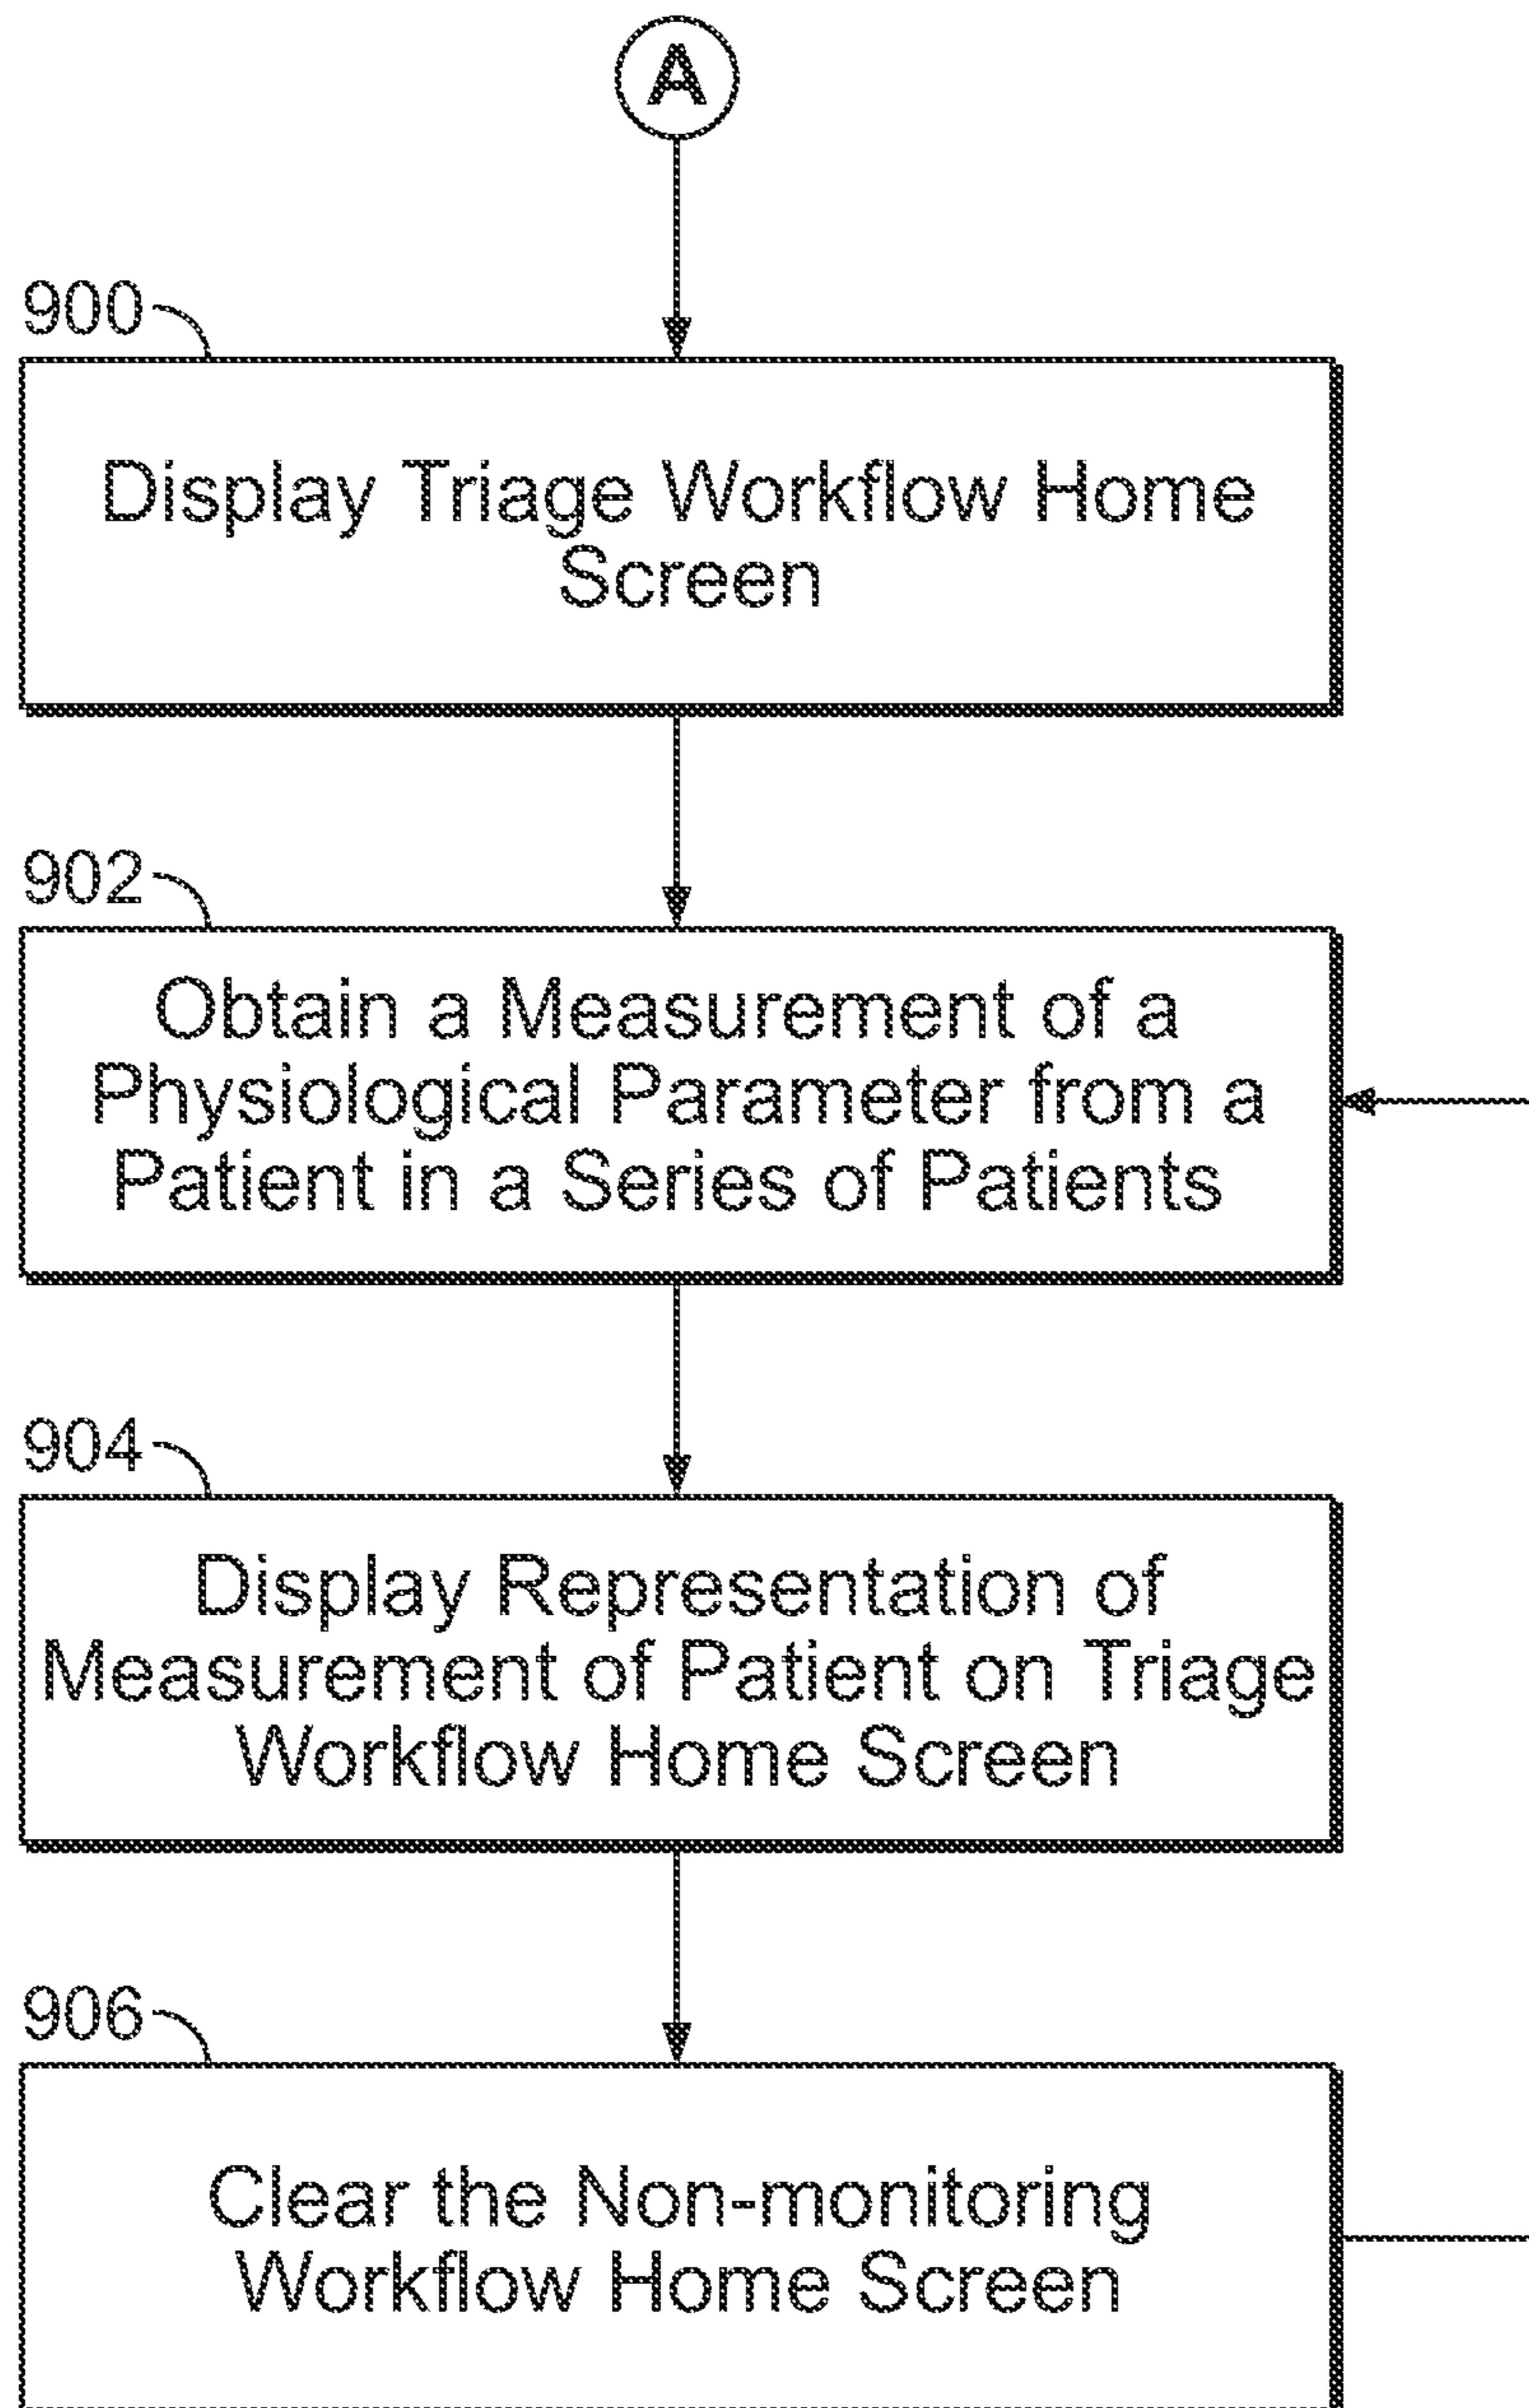 A
900
Display Triage Workflow Home
Screen
902
Obtain a Measurement of a
Physiological Parameter from a
Patient in a Series of Patients
904
Display Representation of
Measurement of Patient on Triage
Workflow Home Screen
906
Clear the Non-monitoring
Workflow Home Screen